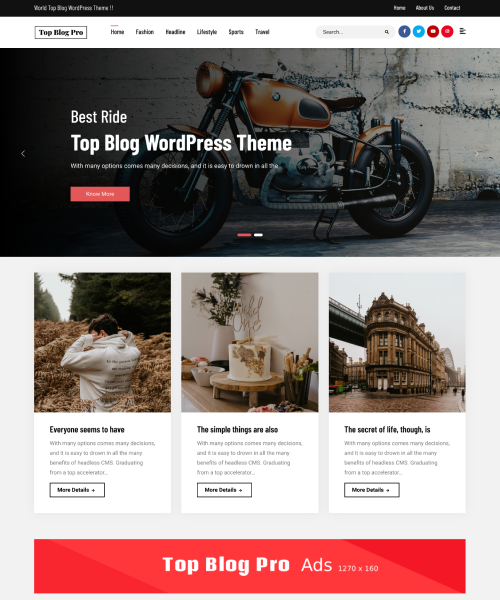 World Top Blog WordPress Theme !!
Home About Us Contact
Top Blog Pro
Home Fashion Headline Lifestyle Sports Travel
Search...
Best Ride
Top Blog WordPress Theme
With many options comes many decisions, and it is easy to drown in all the
Know More
Everyone seems to have
With many options comes many decisions,
and it is easy to drown in all the many
benefits of headless CMS. Graduating
from a top accelerator...
More Details →
The simple things are also
With many options comes many decisions,
and it is easy to drown in all the many
benefits of headless CMS. Graduating
from a top accelerator...
More Details →
The secret of life, though, is
With many options comes many decisions,
and it is easy to drown in all the many
benefits of headless CMS. Graduating
from a top accelerator...
More Details →
Top Blog Pro Ads 1270 x 160